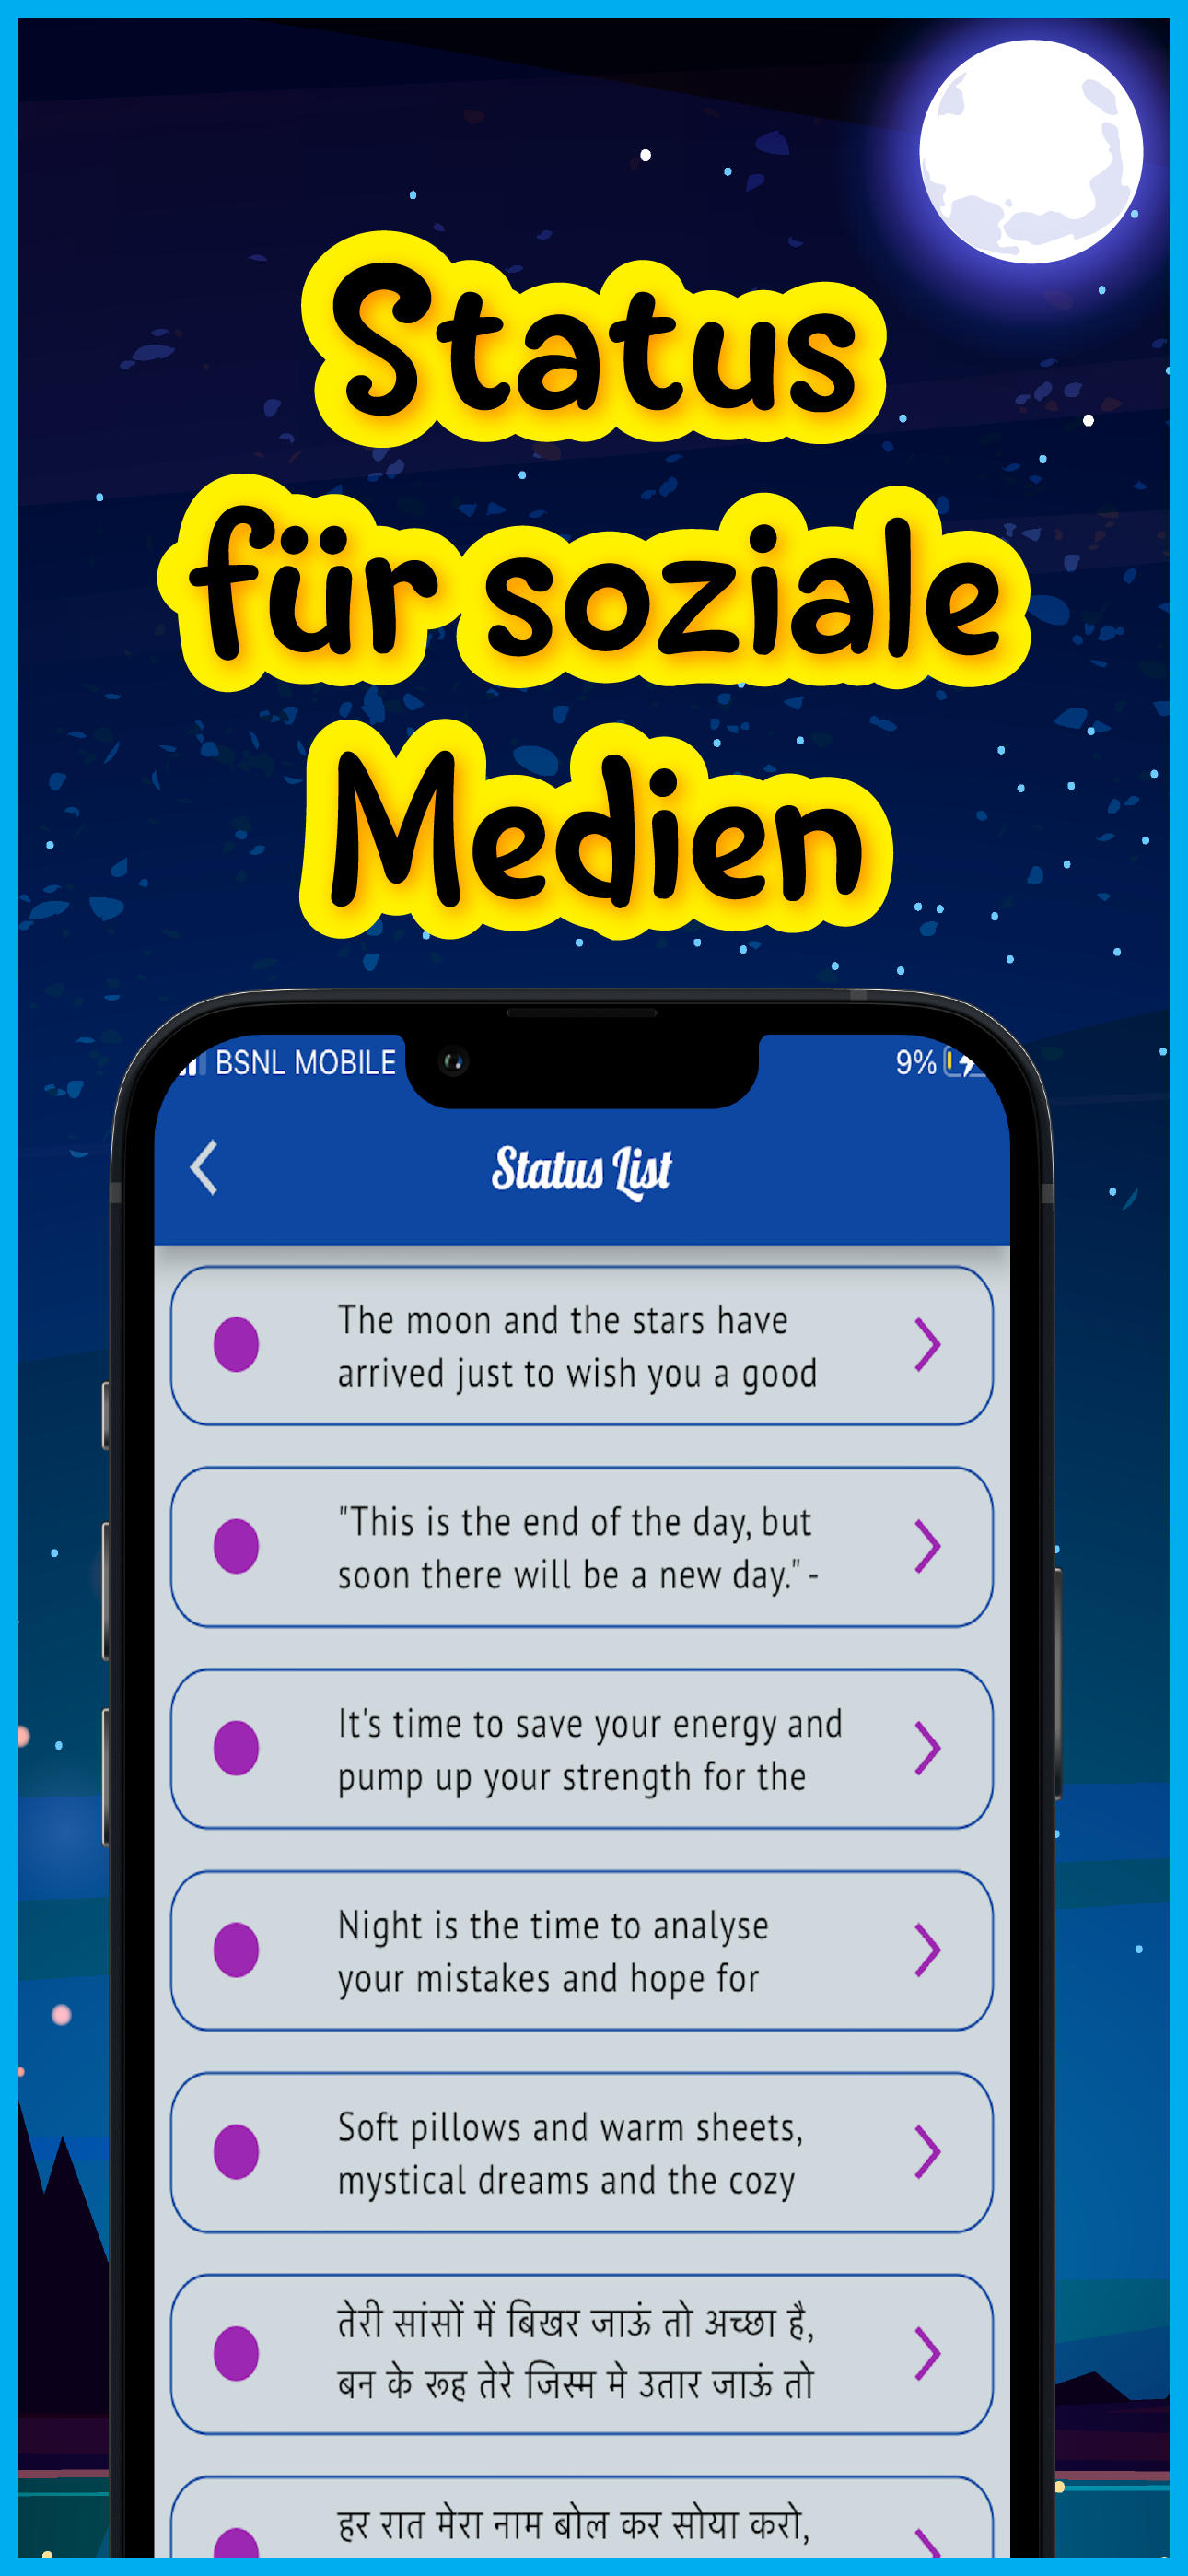 Status
für soziale
Medien
BSNL MOBILE
9%
Status List
The moon and the stars have
arrived just to wish you a good
"This is the end of the day, but
soon there will be a new day." -
It's time to save your energy and
pump up your strength for the
Night is the time to analyse
your mistakes and hope for
Soft pillows and warm sheets,
mystical dreams and the cozy
तेरी सांसों में बिखर जाऊं तो अच्छा है,
बन के रूह तेरे जिस्म मे उतार जाऊं तो
हर रात मेरा नाम बोल कर सोया करो,